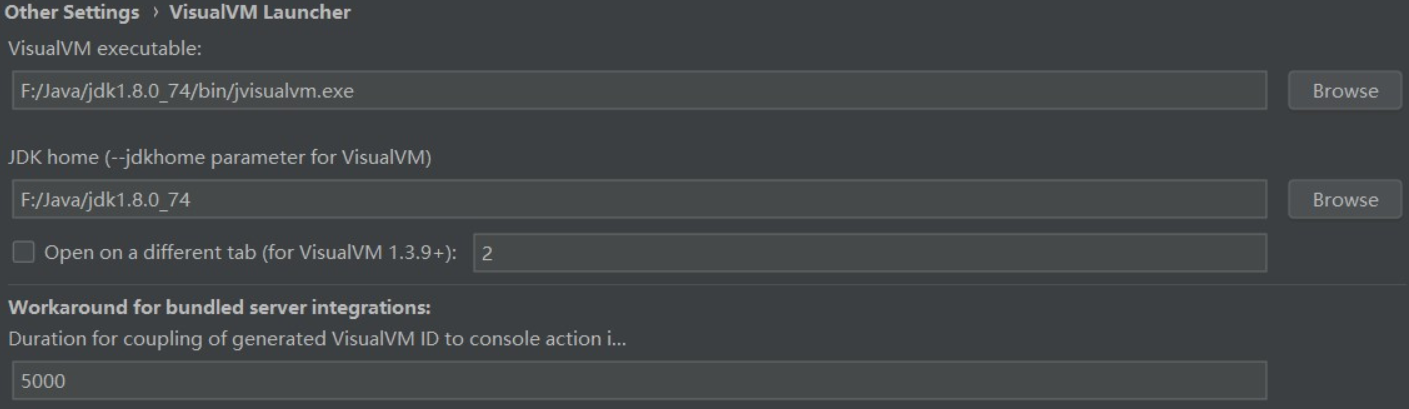 Other Settings › VisualVM Launcher
VisualVM executable:
F:/Java/jdk1.8.0_74/bin/jvisualvm.exe Browse
JDK home (--jdkhome parameter for VisualVM)
F:/Java/jdk1.8.0_74 Browse
Open on a different tab (for VisualVM 1.3.9+): 2
Workaround for bundled server integrations:
Duration for coupling of generated VisualVM ID to console action i...
5000